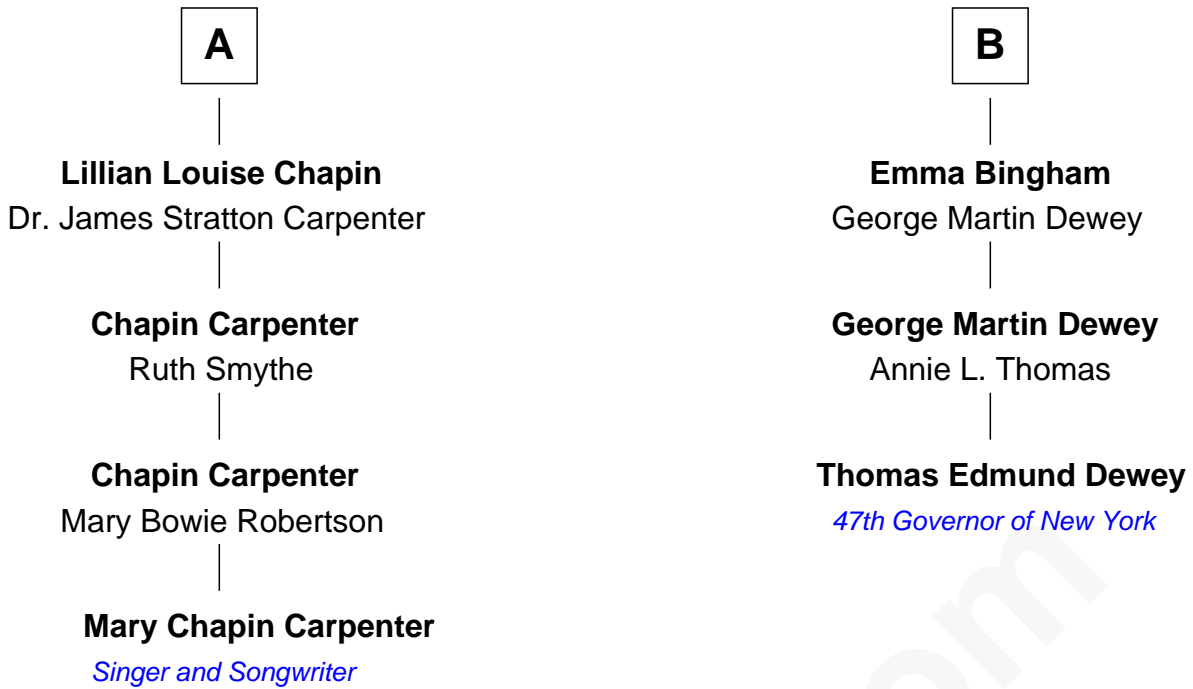 A
Lillian Louise Chapin
Dr. James Stratton Carpenter
Chapin Carpenter
Ruth Smythe
Chapin Carpenter
Mary Bowie Robertson
Mary Chapin Carpenter
Singer and Songwriter
B
Emma Bingham
George Martin Dewey
George Martin Dewey
Annie L. Thomas
Thomas Edmund Dewey
47th Governor of New York
om